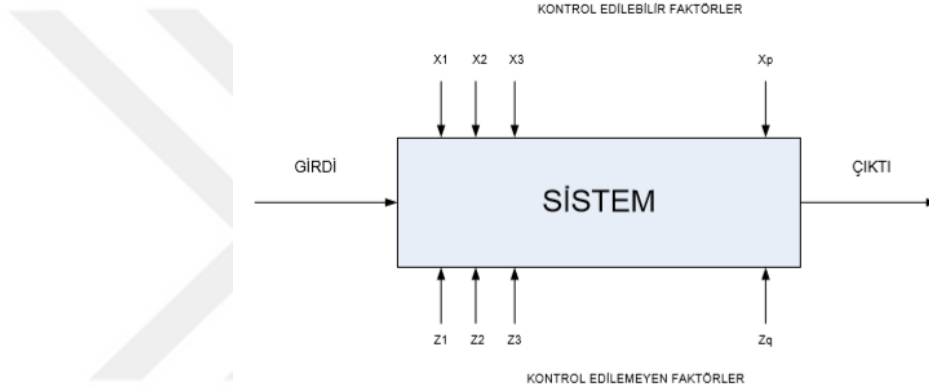 KONTROL EDİLEBİLİR FAKTÖRLER
X1 X2 X3 Xp
GİRDİ
SİSTEM
ÇIKTI
Z1 Z2 Z3 Zq
KONTROL EDİLEMEYEN FAKTÖRLER